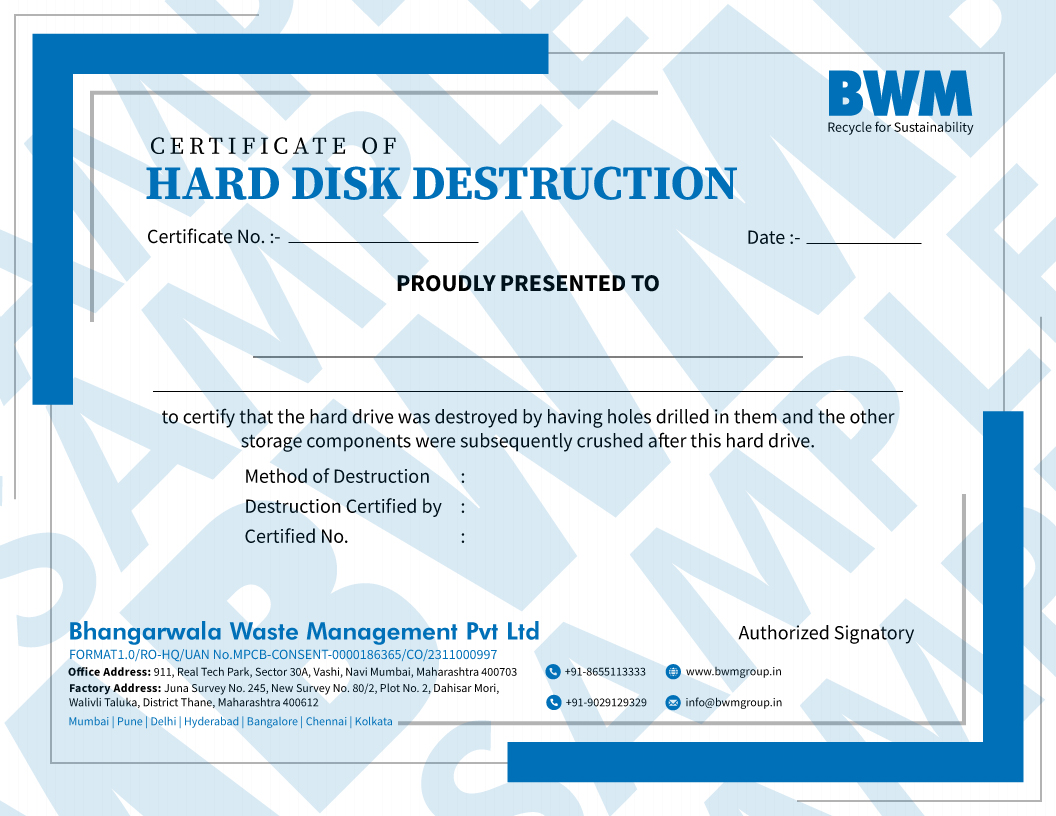 BWM
Recycle for Sustainability
CERTIFICATE OF
HARD DISK DESTRUCTION
Certificate No. :-
Date :-
PROUDLY PRESENTED TO
to certify that the hard drive was destroyed by having holes drilled in them and the other
storage components were subsequently crushed after this hard drive.
Method of Destruction :
Destruction Certified by :
Certified No. :
Bhangarwala Waste Management Pvt Ltd
FORMAT1.0/RO-HQ/UAN No.MPCB-CONSENT-0000186365/CO/2311000997
Office Address: 911, Real Tech Park, Sector 30A, Vashi, Navi Mumbai, Maharashtra 400703
Factory Address: Juna Survey No. 245, New Survey No. 80/2, Plot No. 2, Dahisar Mori,
Walivli Taluka, District Thane, Maharashtra 400612
Mumbai | Pune | Delhi | Hyderabad | Bangalore | Chennai | Kolkata
+91-8655113333
www.bwmgroup.in
+91-9029129329
info@bwmgroup.in
Authorized Signatory
SAMPLE
BWM
SAMPLE